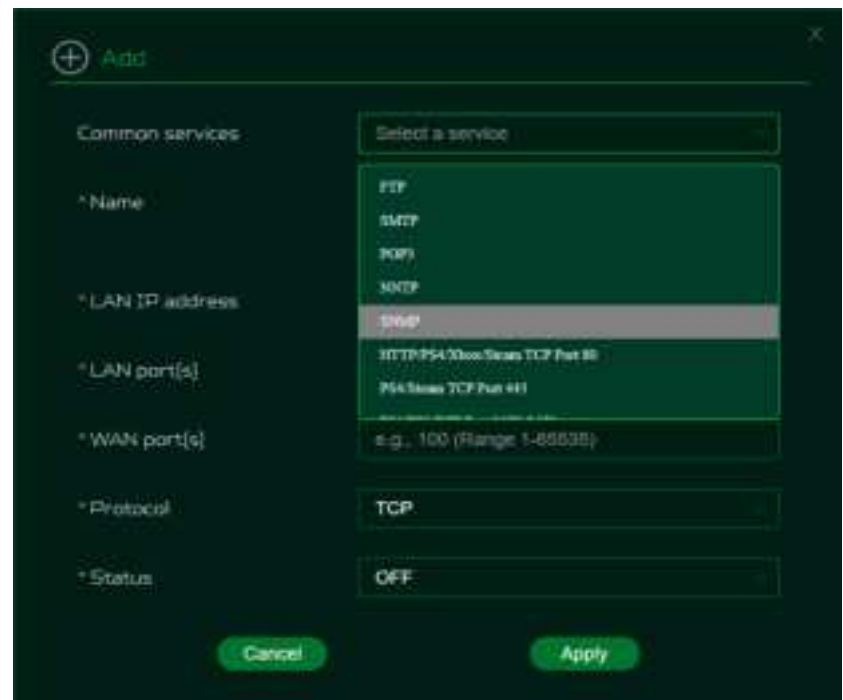 Add
X
Common services
Select a service
*Name
FTP
SMTP
POP3
NNTP
*LAN IP address
SNMP
*LAN port(s)
HTTP/PS4/Xbox/Steam TCP Port 80
PS4/Steam TCP Port 443
*WAN port(s)
e.g., 100 (Range 1-65535)
*Protocol
TCP
*Status
OFF
Cancel
Apply